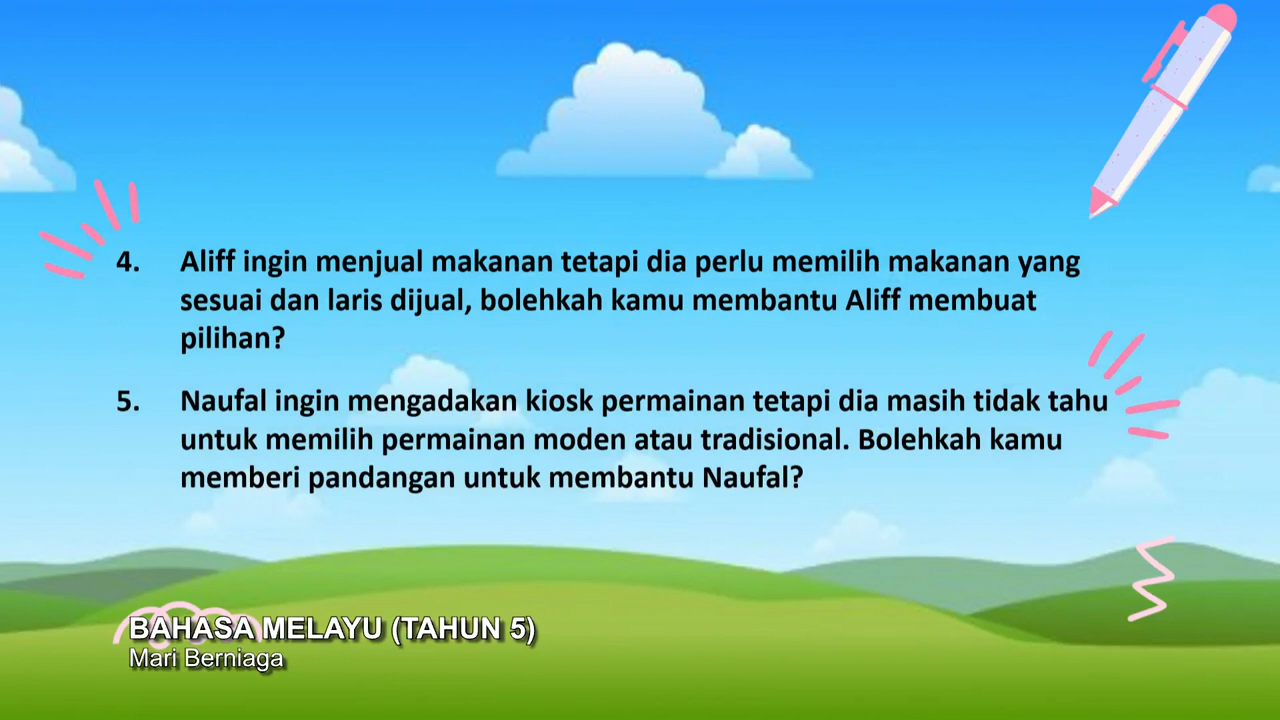 4. Aliff ingin menjual makanan tetapi dia perlu memilih makanan yang
sesuai dan laris dijual, bolehkah kamu membantu Aliff membuat
pilihan?
5. Naufal ingin mengadakan kiosk permainan tetapi dia masih tidak tahu
untuk memilih permainan moden atau tradisional. Bolehkah kamu
memberi pandangan untuk membantu Naufal?
BAHASA MELAYU (TAHUN 5)
Mari Berniaga